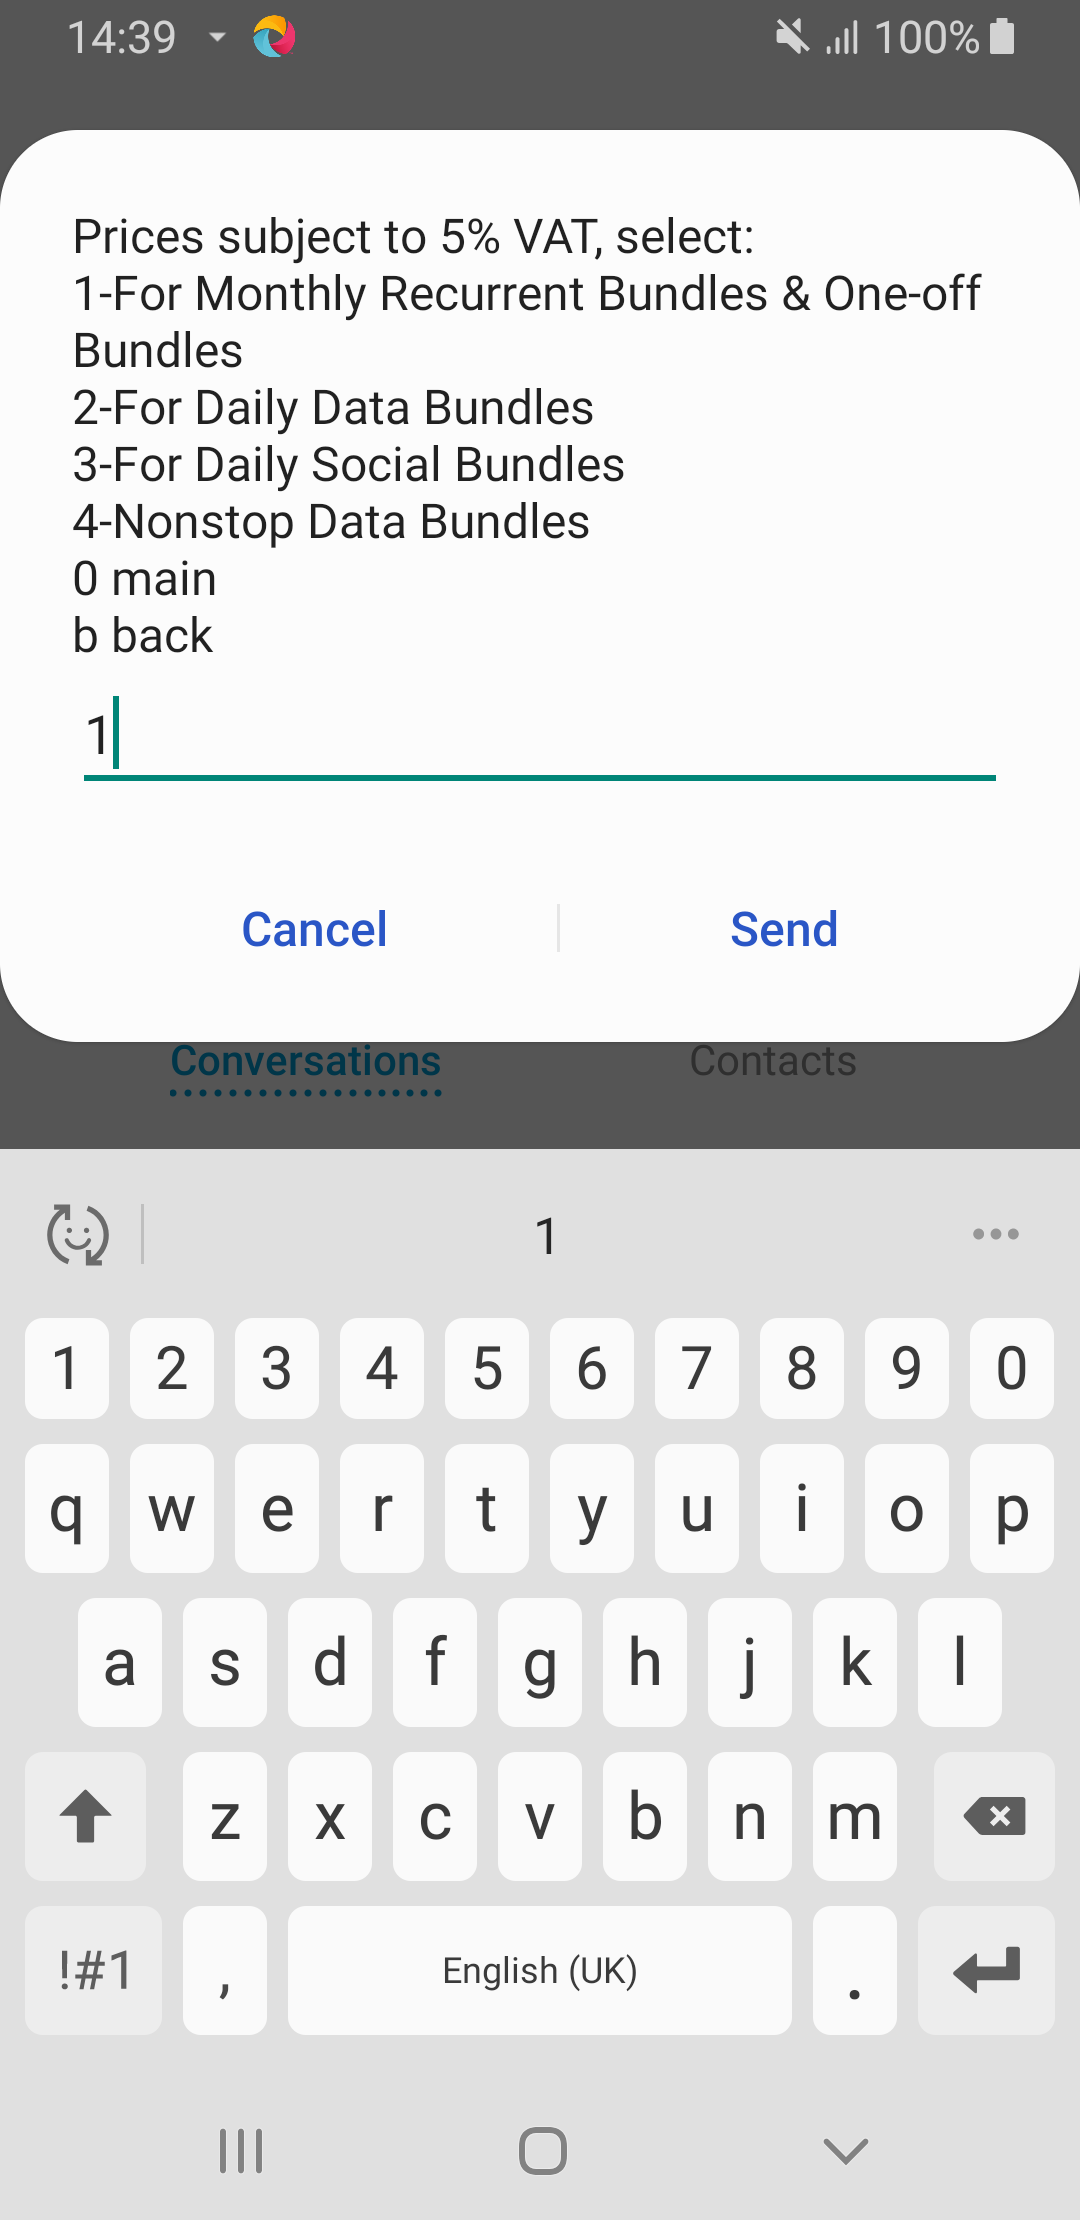 14:39
100%
Prices subject to 5% VAT, select:
1-For Monthly Recurrent Bundles & One-off
Bundles
2-For Daily Data Bundles
3-For Daily Social Bundles
4-Nonstop Data Bundles
0 main
b back
1
Cancel
Send
Conversations
Contacts
1
1 2 3 4 5 6 7 8 9 0
q w e r t y u i o p
a s d f g h j k l
z x c v b n m
!#1 , English (UK) .